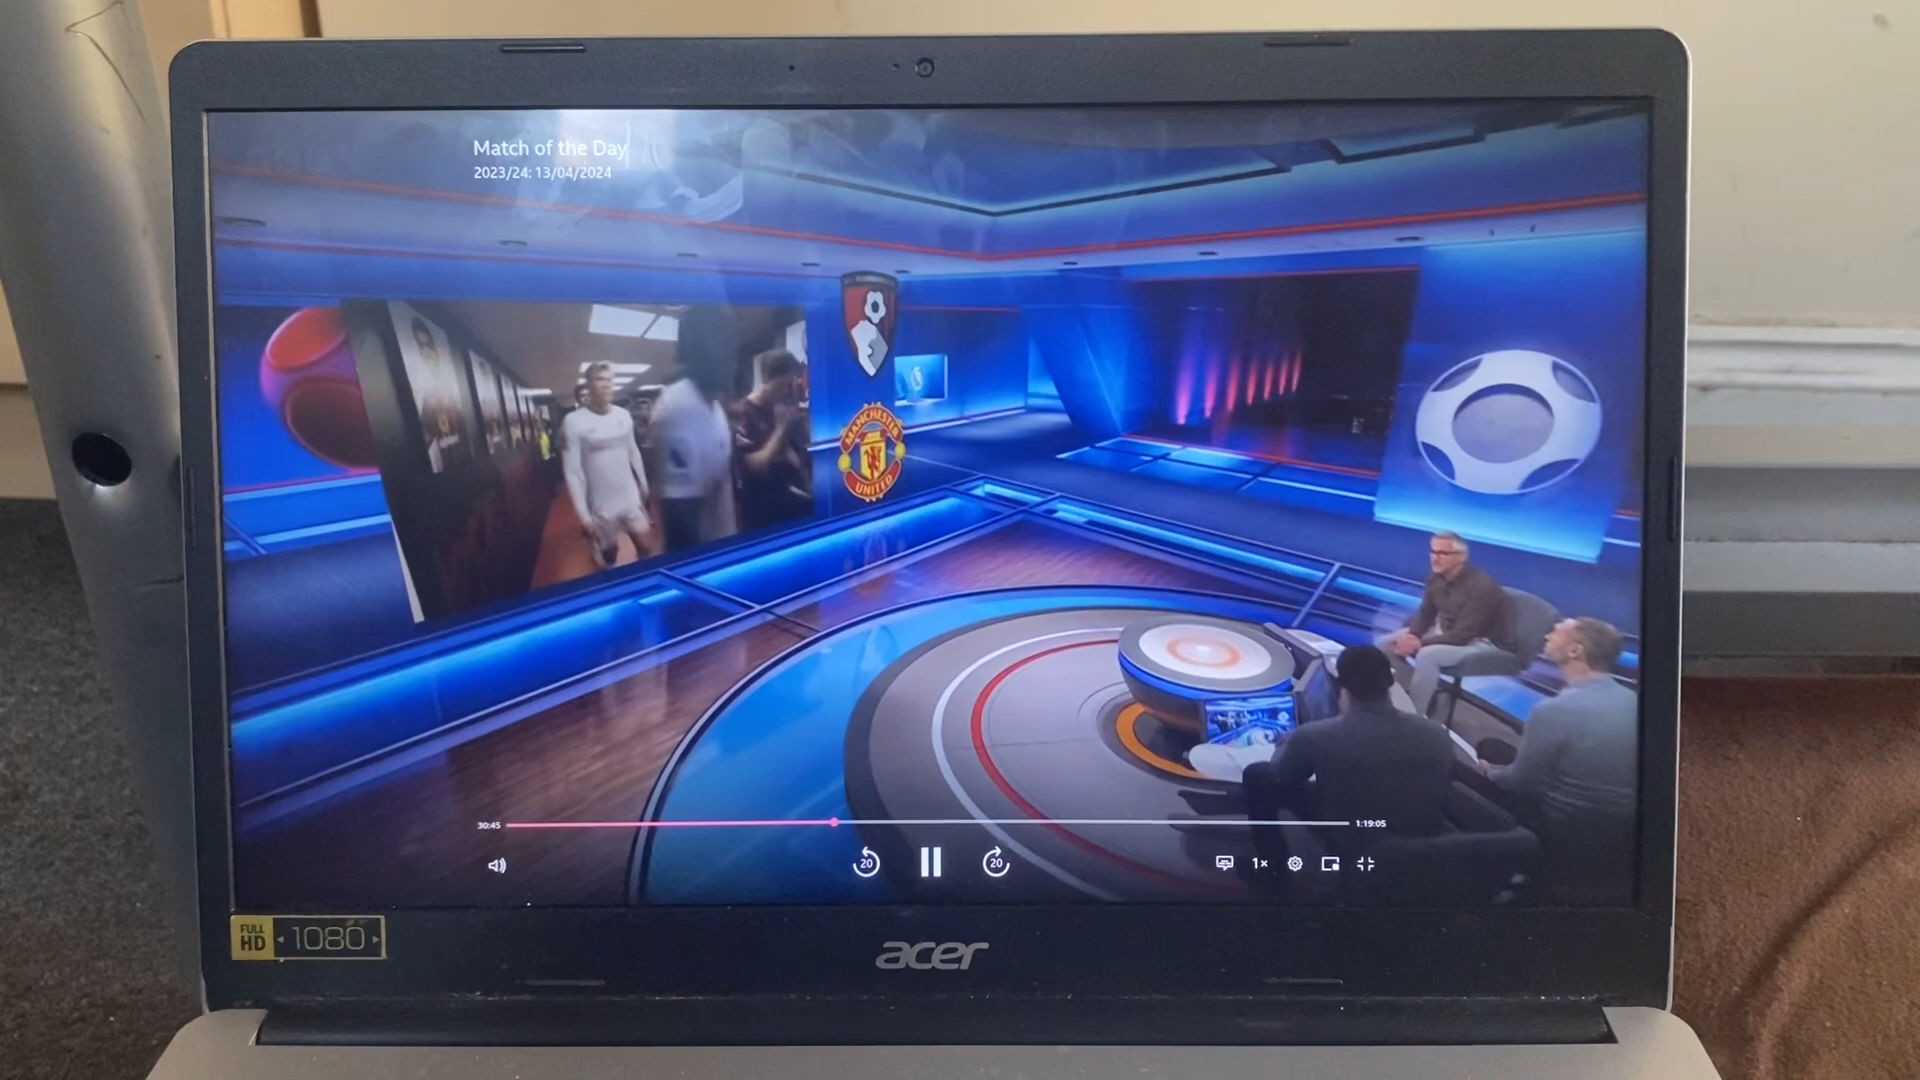 Match of the Day
2023/24: 13/04/2024
MANCHESTER
UNITED
30:45
1:19:05
20
20
1×
FULL
HD
1080
acer